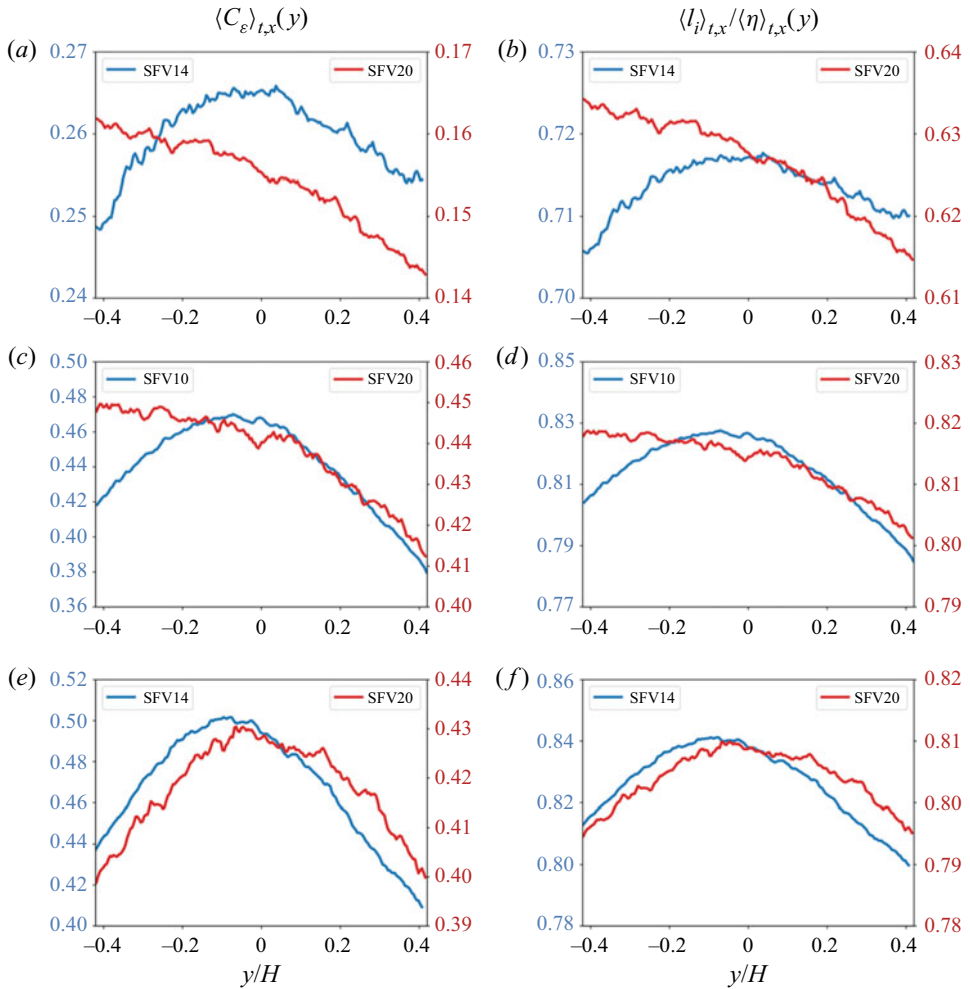 ⟨C_ε⟩_{t,x}(y)
⟨l_i⟩_{t,x}/⟨η⟩_{t,x}(y)
(a)
0.27
0.26
0.25
0.24
SFV14
SFV20
0.17
0.16
0.15
0.14
−0.4 −0.2 0 0.2 0.4
(b)
0.73
0.72
0.71
0.70
SFV14
SFV20
0.64
0.63
0.62
0.61
−0.4 −0.2 0 0.2 0.4
(c)
0.50
0.48
0.46
0.44
0.42
0.40
0.38
0.36
SFV10
SFV20
0.46
0.45
0.44
0.43
0.42
0.41
0.40
−0.4 −0.2 0 0.2 0.4
(d)
0.85
0.83
0.81
0.79
0.77
SFV10
SFV20
0.83
0.82
0.81
0.80
0.79
−0.4 −0.2 0 0.2 0.4
(e)
0.52
0.50
0.48
0.46
0.44
0.42
0.40
SFV14
SFV20
0.44
0.43
0.42
0.41
0.40
0.39
−0.4 −0.2 0 0.2 0.4
y/H
(f)
0.86
0.84
0.82
0.80
0.78
SFV14
SFV20
0.82
0.81
0.80
0.79
0.78
−0.4 −0.2 0 0.2 0.4
y/H